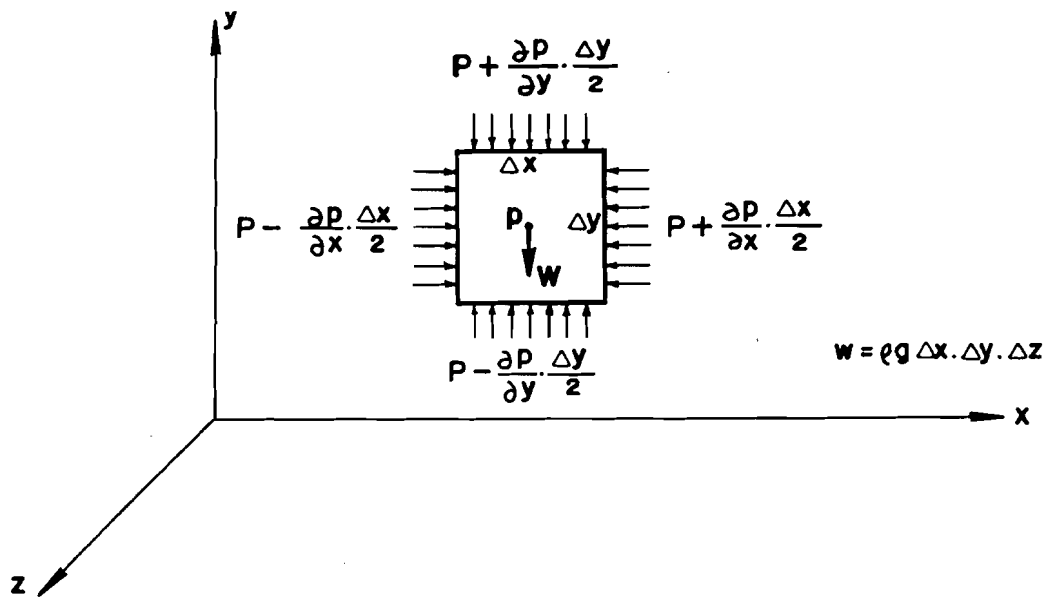 y
P + ∂P/∂y · Δy/2
Δx
P − ∂P/∂x · Δx/2
P
Δy
P + ∂P/∂x · Δx/2
W
P − ∂P/∂y · Δy/2
w = ρg Δx . Δy . Δz
x
z